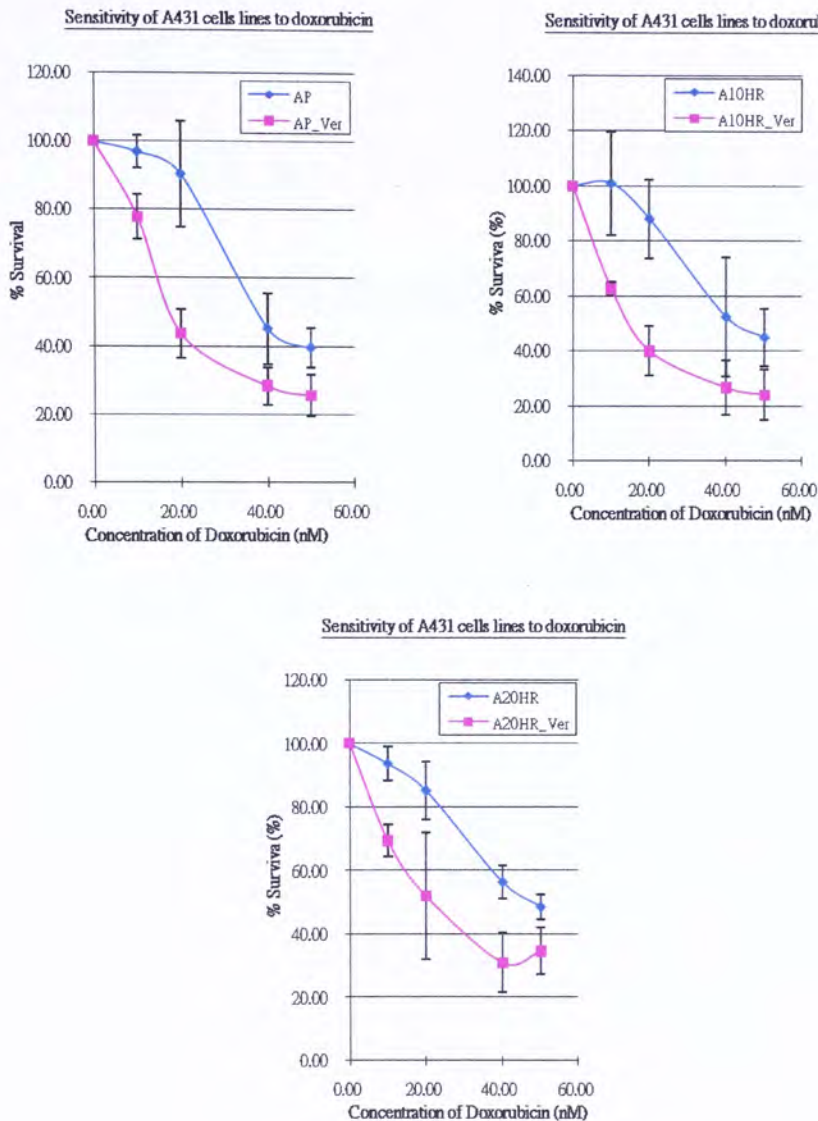 Sensitivity of A431 cells lines to doxorubicin
120.00
100.00
80.00
60.00
40.00
20.00
0.00
% Survival
AP
AP_Ver
0.00 20.00 40.00 60.00
Concentration of Doxorubicin (nM)
Sensitivity of A431 cells lines to doxorub
140.00
120.00
100.00
80.00
60.00
40.00
20.00
0.00
% Surviva (%)
A10HR
A10HR_Ver
0.00 20.00 40.00 60.00
Concentration of Doxorubicin (nM)
Sensitivity of A431 cells lines to doxorubicin
120.00
100.00
80.00
60.00
40.00
20.00
0.00
% Surviva (%)
A20HR
A20HR_Ver
0.00 20.00 40.00 60.00
Concentration of Doxorubicin (nM)